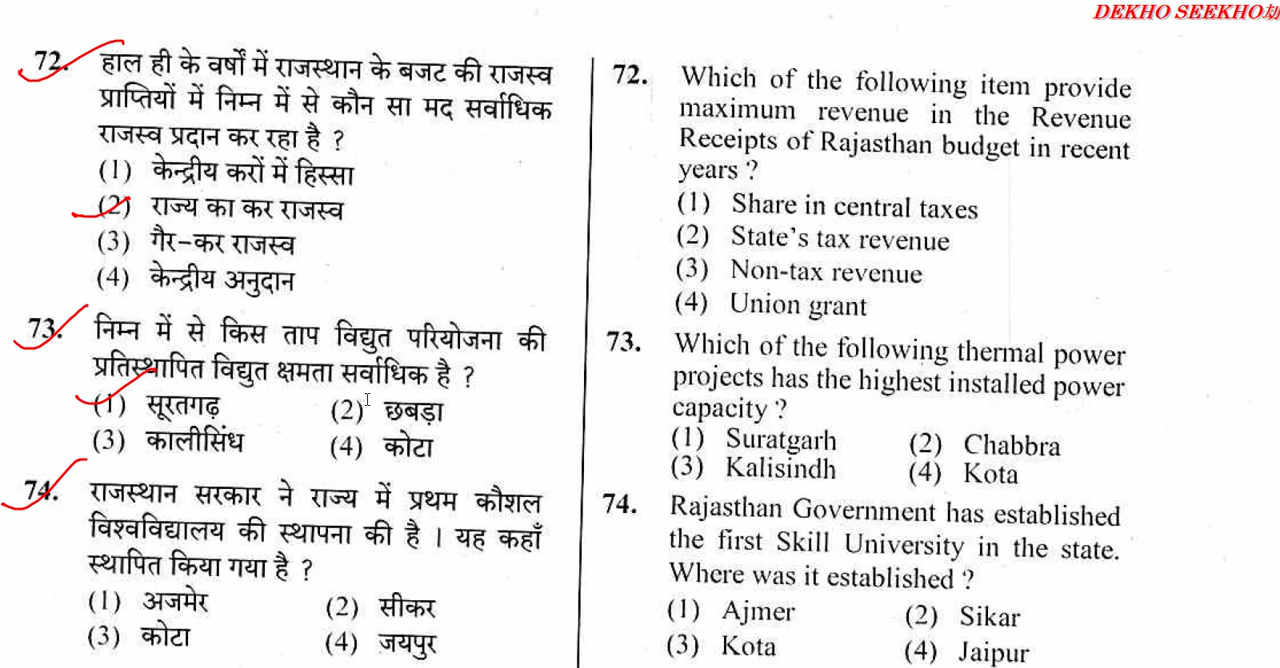 DEKHO SEEKHO
72. हाल ही के वर्षों में राजस्थान के बजट की राजस्व
प्राप्तियों में निम्न में से कौन सा मद सर्वाधिक
राजस्व प्रदान कर रहा है ?
(1) केन्द्रीय करों में हिस्सा
(2) राज्य का कर राजस्व
(3) गैर-कर राजस्व
(4) केन्द्रीय अनुदान
73. निम्न में से किस ताप विद्युत परियोजना की
प्रतिस्थापित विद्युत क्षमता सर्वाधिक है ?
(1) सूरतगढ़ (2) छबड़ा
(3) कालीसिंध (4) कोटा
74. राजस्थान सरकार ने राज्य में प्रथम कौशल
विश्वविद्यालय की स्थापना की है । यह कहाँ
स्थापित किया गया है ?
(1) अजमेर (2) सीकर
(3) कोटा (4) जयपुर
72. Which of the following item provide
maximum revenue in the Revenue
Receipts of Rajasthan budget in recent
years ?
(1) Share in central taxes
(2) State's tax revenue
(3) Non-tax revenue
(4) Union grant
73. Which of the following thermal power
projects has the highest installed power
capacity ?
(1) Suratgarh (2) Chabbra
(3) Kalisindh (4) Kota
74. Rajasthan Government has established
the first Skill University in the state.
Where was it established ?
(1) Ajmer (2) Sikar
(3) Kota (4) Jaipur